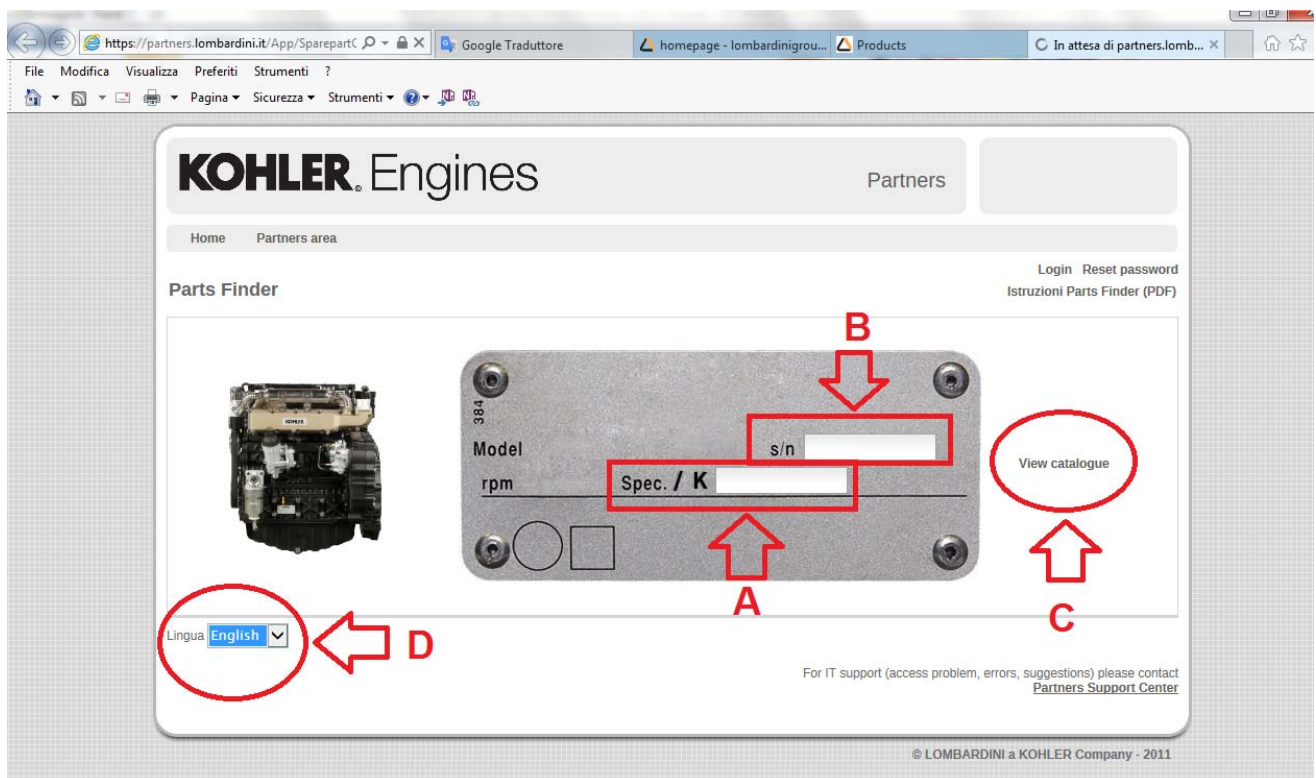 https://partners.lombardini.it/App/Sparepart
Google Traduttore
homepage - lombardinigrou...
Products
In attesa di partners.lomb...
File Modifica Visualizza Preferiti Strumenti ?
Pagina Sicurezza Strumenti
KOHLER. Engines
Partners
Home Partners area
Login Reset password
Parts Finder
Istruzioni Parts Finder (PDF)
B
KOHLER
384
Model
s/n
View catalogue
rpm
Spec. / K
A
C
Lingua English
D
For IT support (access problem, errors, suggestions) please contact
Partners Support Center
© LOMBARDINI a KOHLER Company - 2011